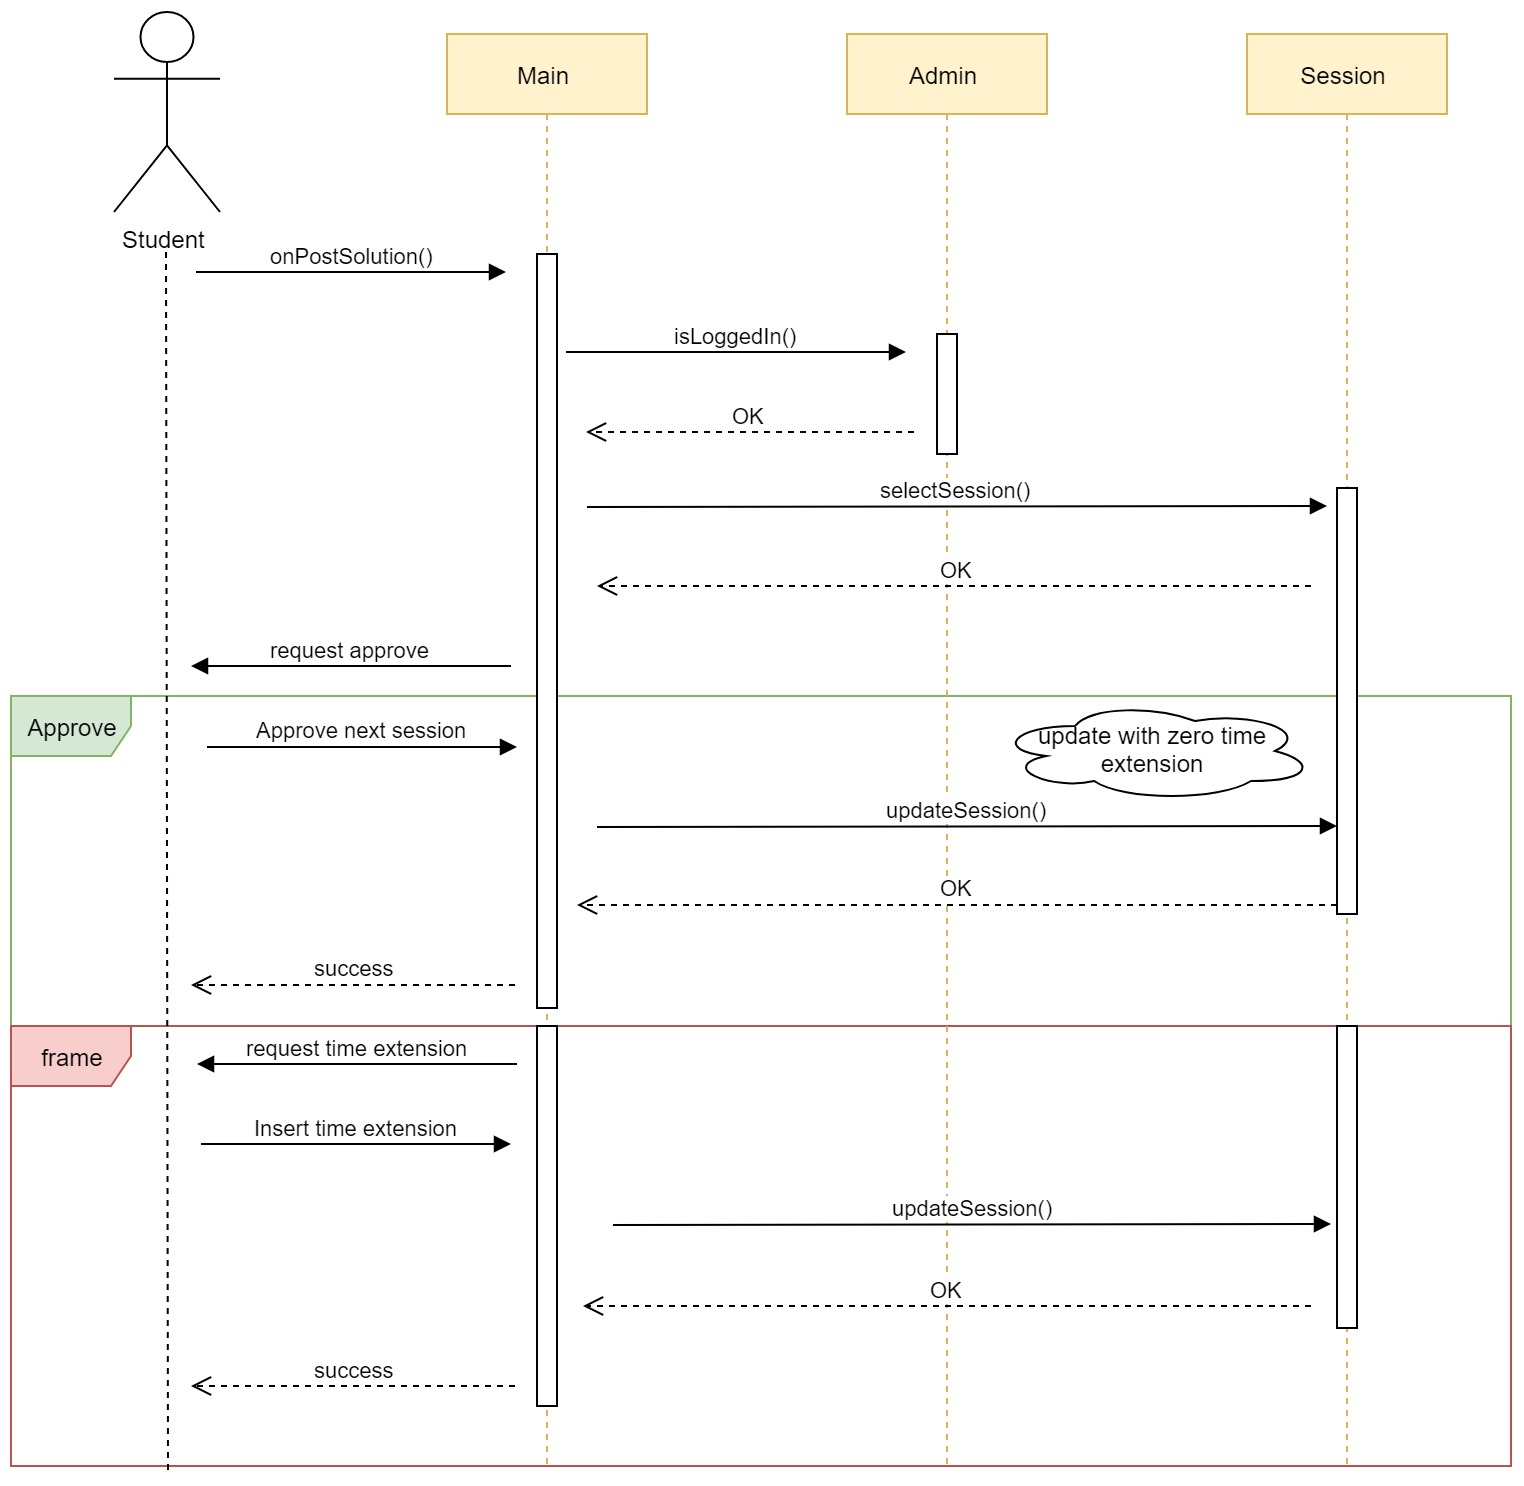 Main
Admin
Session
Student
onPostSolution()
isLoggedIn()
OK
selectSession()
OK
request approve
Approve
Approve next session
update with zero time
extension
updateSession()
OK
success
frame
request time extension
Insert time extension
updateSession()
OK
success